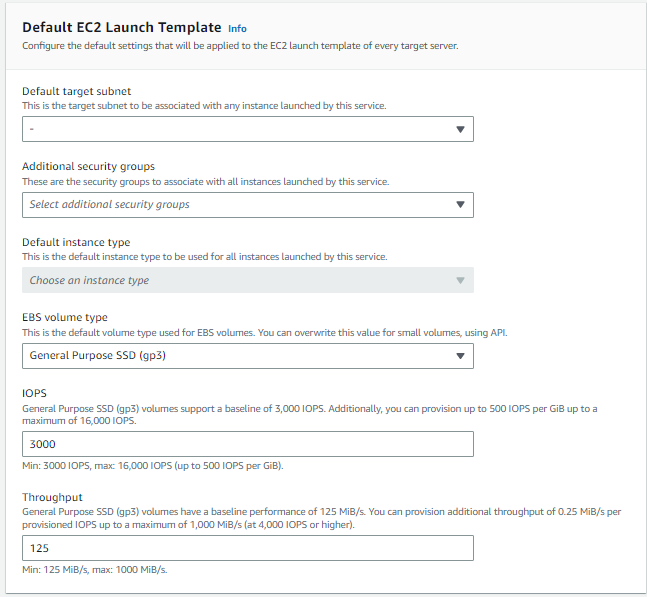 Default EC2 Launch Template Info
Configure the default settings that will be applied to the EC2 launch template of every target server.
Default target subnet
This is the target subnet to be associated with any instance launched by this service.
-
Additional security groups
These are the security groups to associate with all instances launched by this service.
Select additional security groups
Default instance type
This is the default instance type to be used for all instances launched by this service.
Choose an instance type
EBS volume type
This is the default volume type used for EBS volumes. You can overwrite this value for small volumes, using API.
General Purpose SSD (gp3)
IOPS
General Purpose SSD (gp3) volumes support a baseline of 3,000 IOPS. Additionally, you can provision up to 500 IOPS per GiB up to a
maximum of 16,000 IOPS.
3000
Min: 3000 IOPS, max: 16,000 IOPS (up to 500 IOPS per GiB).
Throughput
General Purpose SSD (gp3) volumes have a baseline performance of 125 MiB/s. You can provision additional throughput of 0.25 MiB/s per
provisioned IOPS up to a maximum of 1,000 MiB/s (at 4,000 IOPS or higher).
125
Min: 125 MiB/s, max: 1000 MiB/s.